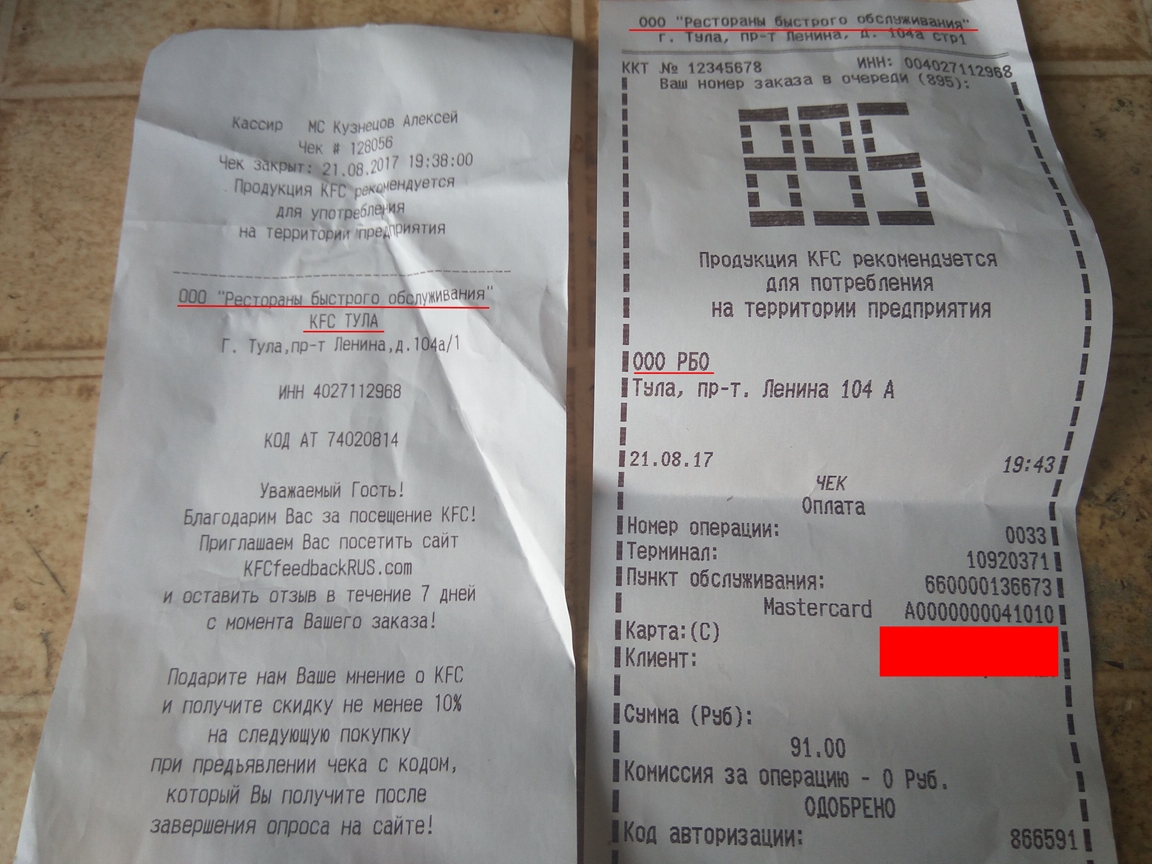 Кассир МС Кузнецов Алексей
Чек # 128056
Чек закрыт: 21.08.2017 19:38:00
Продукция KFC рекомендуется
для употребления
на территории предприятия
ООО "Рестораны быстрого обслуживания"
KFC ТУЛА
Г. Тула,пр-т Ленина,д.104а/1
ИНН 4027112968
КОД АТ 74020814
Уважаемый Гость!
Благодарим Вас за посещение KFC!
Приглашаем Вас посетить сайт
KFCfeedbackRUS.com
и оставить отзыв в течение 7 дней
с момента Вашего заказа!
Подарите нам Ваше мнение о KFC
и получите скидку не менее 10%
на следующую покупку
при предъявлении чека с кодом,
который Вы получите после
завершения опроса на сайте!
ООО "Рестораны быстрого обслуживания"
г. Тула, пр-т Ленина, д. 104а стр1
ККТ № 12345678 ИНН: 004027112968
Ваш номер заказа в очереди (895):
895
Продукция KFC рекомендуется
для потребления
на территории предприятия
ООО РБО
Тула, пр-т. Ленина 104 А
21.08.17 19:43
ЧЕК
Оплата
Номер операции: 0033
Терминал: 10920371
Пункт обслуживания: 660000136673
Mastercard A0000000041010
Карта:(C)
Клиент:
Сумма (Руб):
91.00
Комиссия за операцию - 0 Руб.
ОДОБРЕНО
Код авторизации: 866591